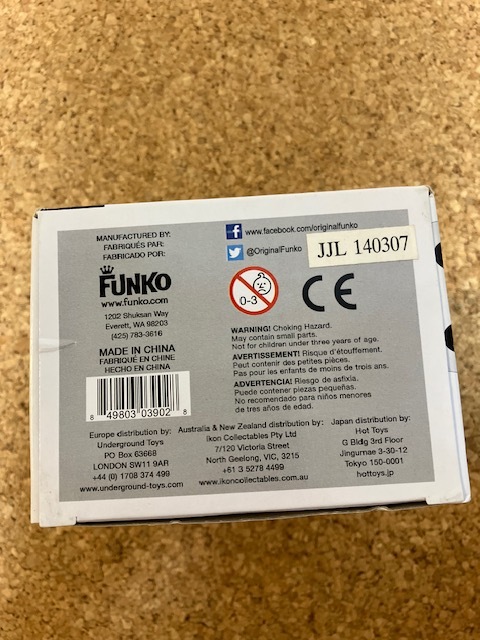 MANUFACTURED BY:
FABRIQUÉS PAR:
FABRICADO POR:
FUNKO
www.funko.com
1202 Shuksan Way
Everett, WA 98203
(425) 783-3616
MADE IN CHINA
FABRIQUÉ EN CHINE
HECHO EN CHINA
8 49803 03902 8
www.facebook.com/originalfunko
@OriginalFunko
JJL 140307
0-3
CE
WARNING! Choking Hazard.
May contain small parts.
Not for children under three years of age.
AVERTISSEMENT! Risque d'étouffement.
Peut contenir des petites pièces.
Pas pour les enfants de moins de trois ans.
ADVERTENCIA! Riesgo de asfixia.
Puede contener piezas pequeñas.
No recomendado para niños menores
de tres años de edad.
Europe distribution by:
Underground Toys
PO Box 63668
LONDON SW11 9AR
+44 (0) 1708 374 499
www.underground-toys.com
Australia & New Zealand distribution by:
Ikon Collectables Pty Ltd
7/120 Victoria Street
North Geelong, VIC, 3215
+61 3 5278 4499
www.ikoncollectables.com.au
Japan distribution by:
Hot Toys
G Bldg 3rd Floor
Jingumae 3-30-12
Tokyo 150-0001
hottoys.jp